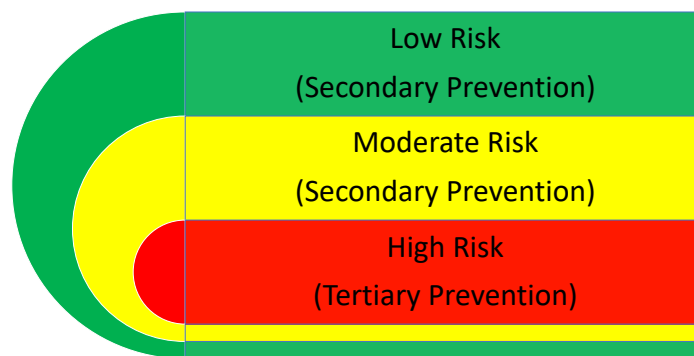 Low Risk
(Secondary Prevention)
Moderate Risk
(Secondary Prevention)
High Risk
(Tertiary Prevention)